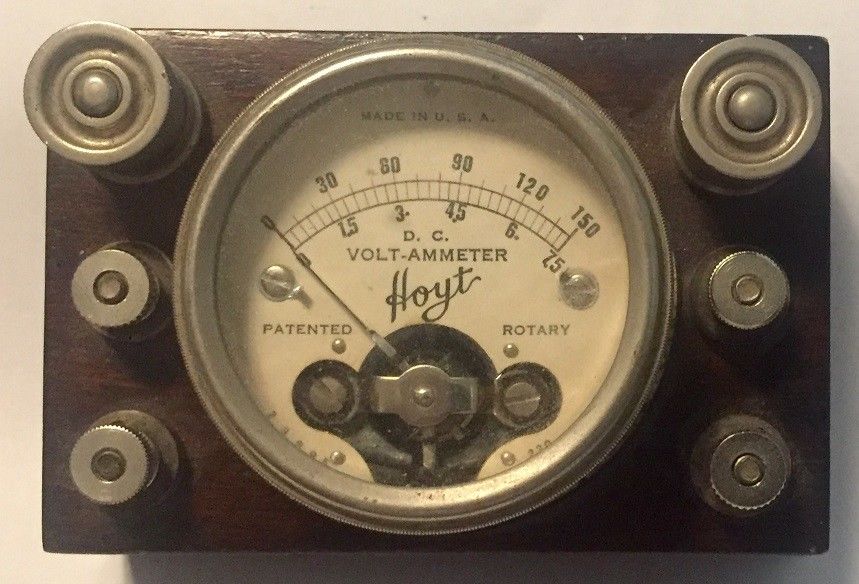 MADE IN U. S. A.
0 30 60 90 120 150
0 1.5 3- 4.5 6- 7.5
D. C.
VOLT-AMMETER
Hoyt
PATENTED ROTARY